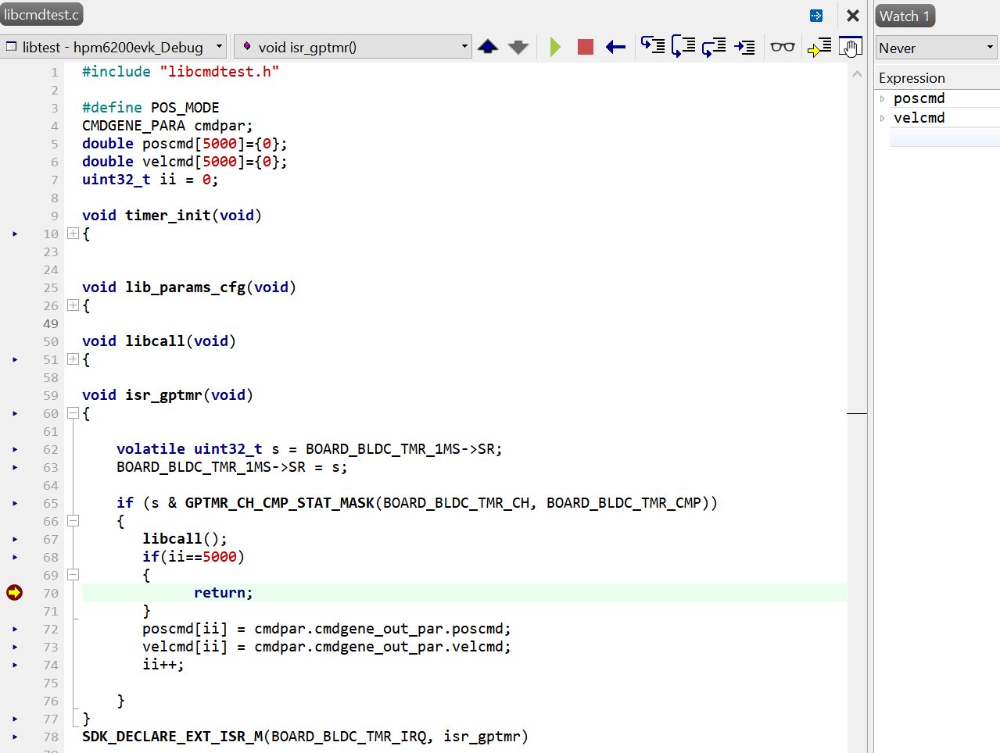 libcmdtest.c
Watch 1
libtest - hpm6200evk_Debug
void isr_gptmr()
Never
Expression
poscmd
velcmd
1 #include "libcmdtest.h"
2
3 #define POS_MODE
4 CMDGENE_PARA cmdpar;
5 double poscmd[5000]={0};
6 double velcmd[5000]={0};
7 uint32_t ii = 0;
8
9 void timer_init(void)
10 {
23
24
25 void lib_params_cfg(void)
26 {
49
50 void libcall(void)
51 {
58
59 void isr_gptmr(void)
60 {
61
62 volatile uint32_t s = BOARD_BLDC_TMR_1MS->SR;
63 BOARD_BLDC_TMR_1MS->SR = s;
64
65 if (s & GPTMR_CH_CMP_STAT_MASK(BOARD_BLDC_TMR_CH, BOARD_BLDC_TMR_CMP))
66 {
67 libcall();
68 if(ii==5000)
69 {
70 return;
71 }
72 poscmd[ii] = cmdpar.cmdgene_out_par.poscmd;
73 velcmd[ii] = cmdpar.cmdgene_out_par.velcmd;
74 ii++;
75
76 }
77 }
78 SDK_DECLARE_EXT_ISR_M(BOARD_BLDC_TMR_IRQ, isr_gptmr)